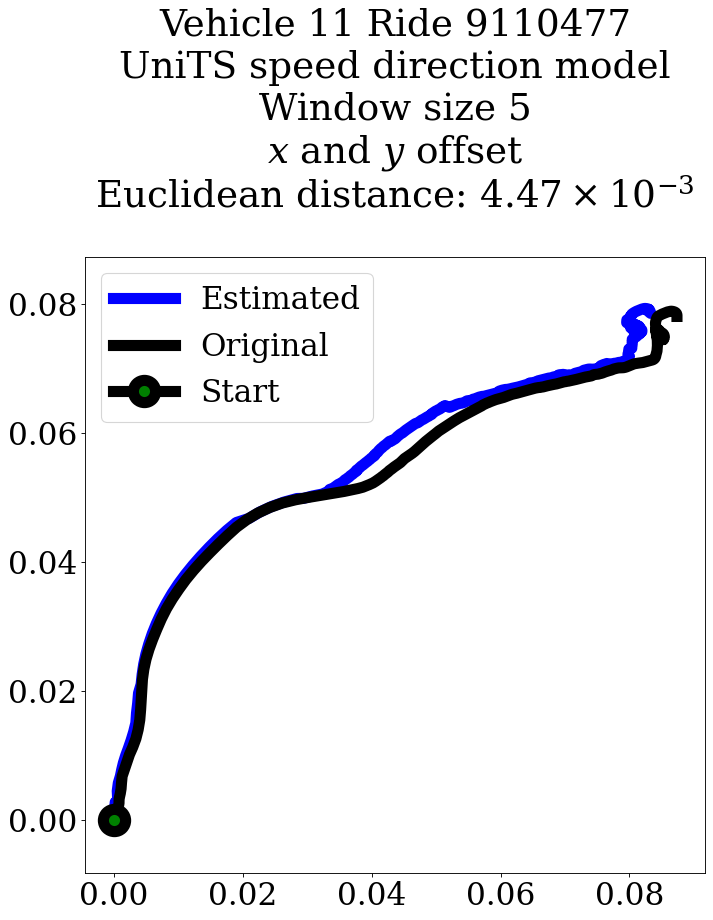 Vehicle 11 Ride 9110477
UniTS speed direction model
Window size 5
x and y offset
Euclidean distance: 4.47 × 10⁻³
Estimated
Original
Start
0.08
0.06
0.04
0.02
0.00
0.00 0.02 0.04 0.06 0.08